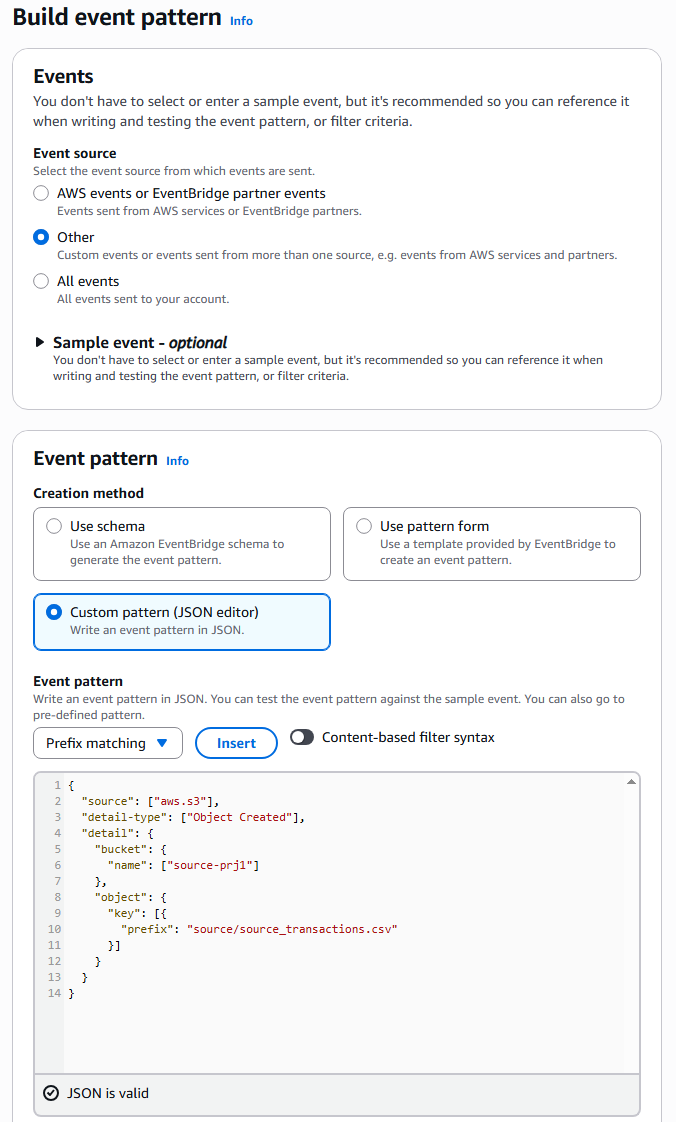 Build event pattern Info
Events
You don't have to select or enter a sample event, but it's recommended so you can reference it
when writing and testing the event pattern, or filter criteria.
Event source
Select the event source from which events are sent.
AWS events or EventBridge partner events
Events sent from AWS services or EventBridge partners.
Other
Custom events or events sent from more than one source, e.g. events from AWS services and partners.
All events
All events sent to your account.
Sample event - optional
You don't have to select or enter a sample event, but it's recommended so you can reference it when
writing and testing the event pattern, or filter criteria.
Event pattern Info
Creation method
Use schema
Use an Amazon EventBridge schema to
generate the event pattern.
Use pattern form
Use a template provided by EventBridge to
create an event pattern.
Custom pattern (JSON editor)
Write an event pattern in JSON.
Event pattern
Write an event pattern in JSON. You can test the event pattern against the sample event. You can also go to
pre-defined pattern.
Prefix matching Insert Content-based filter syntax
1 {
2   "source": ["aws.s3"],
3   "detail-type": ["Object Created"],
4   "detail": {
5     "bucket": {
6       "name": ["source-prj1"]
7     },
8     "object": {
9       "key": [{
10         "prefix": "source/source_transactions.csv"
11       }]
12     }
13   }
14 }
JSON is valid